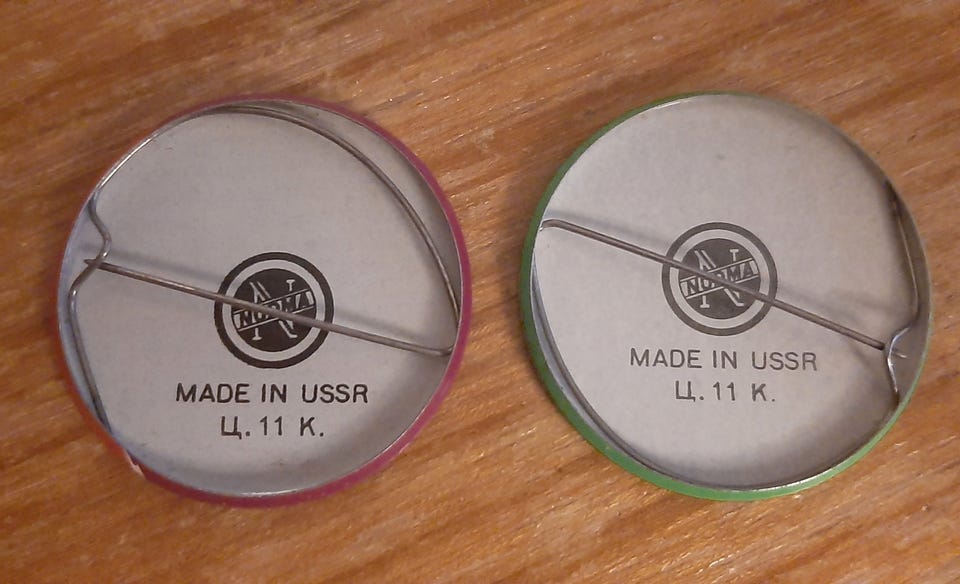 NORMA
MADE IN USSR
Ц. 11 К.
NORMA
MADE IN USSR
Ц. 11 К.